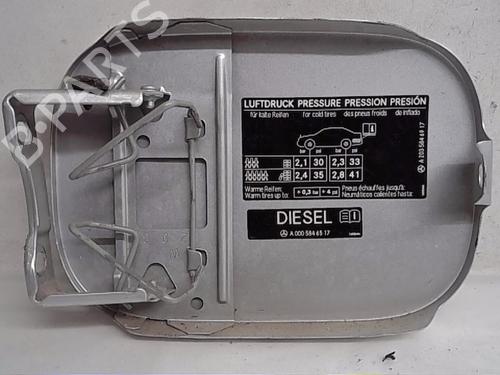 B-PARTS
LUFTDRUCK PRESSURE PRESSION PRESIÓN
für kalte Reifen for cold tires des pneus froids de inflado
bar psi bar psi
2,1 30 2,3 33
2,4 35 2,8 41
Warme Reifen: Pneus échauffés jusqu'à:
Warm tires up to: + 0,3 bar + 4 psi Neumáticos calientes hasta:
A 203 584 69 17
DIESEL
A 000 584 65 17